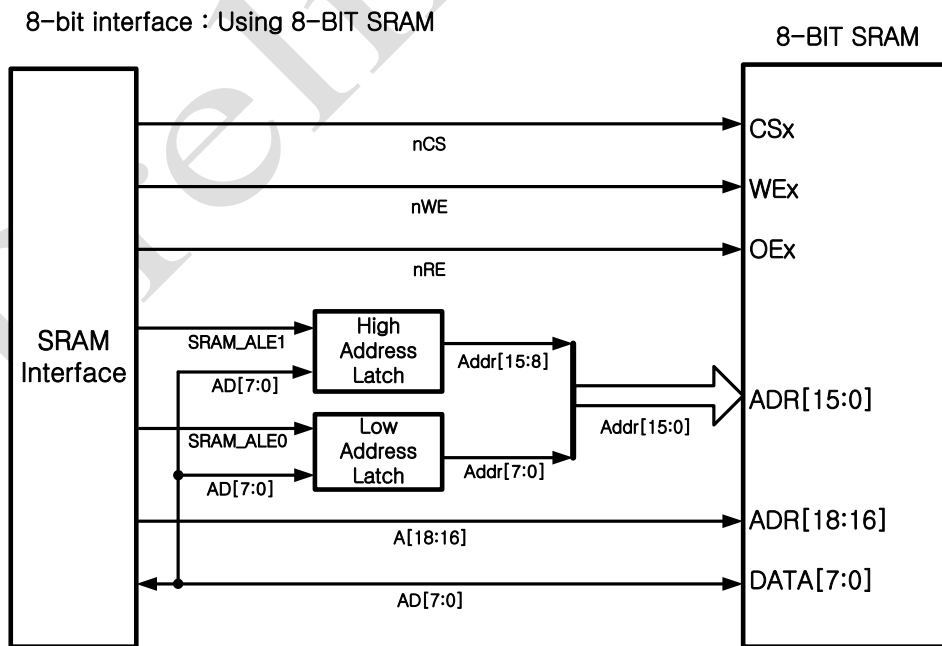 8-bit interface : Using 8-BIT SRAM
8-BIT SRAM
nCS
CSx
nWE
WEx
nRE
OEx
SRAM
Interface
SRAM_ALE1
AD[7:0]
High
Address
Latch
Addr[15:8]
SRAM_ALE0
AD[7:0]
Low
Address
Latch
Addr[7:0]
Addr[15:0]
ADR[15:0]
A[18:16]
ADR[18:16]
AD[7:0]
DATA[7:0]